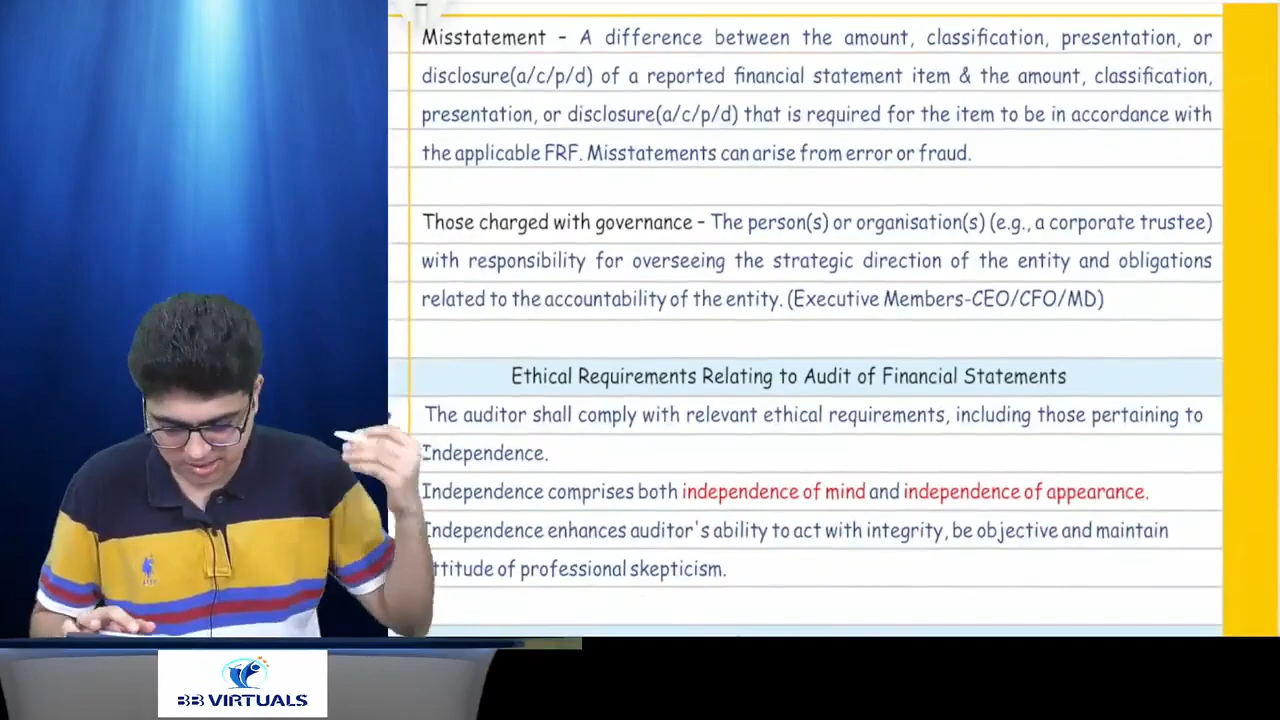 Misstatement – A difference between the amount, classification, presentation, or
disclosure(a/c/p/d) of a reported financial statement item & the amount, classification,
presentation, or disclosure(a/c/p/d) that is required for the item to be in accordance with
the applicable FRF. Misstatements can arise from error or fraud.
Those charged with governance – The person(s) or organisation(s) (e.g., a corporate trustee)
with responsibility for overseeing the strategic direction of the entity and obligations
related to the accountability of the entity. (Executive Members-CEO/CFO/MD)
Ethical Requirements Relating to Audit of Financial Statements
The auditor shall comply with relevant ethical requirements, including those pertaining to
Independence.
Independence comprises both independence of mind and independence of appearance.
Independence enhances auditor's ability to act with integrity, be objective and maintain
ttitude of professional skepticism.
BB VIRTUALS